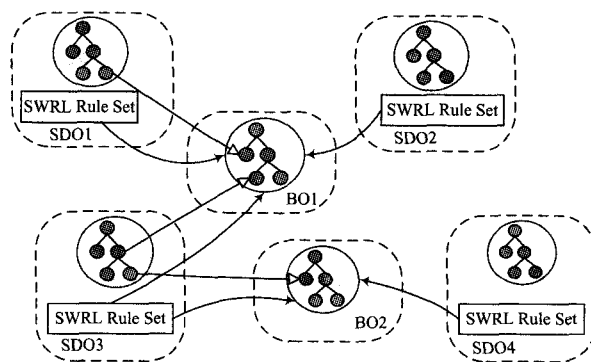 SWRL Rule Set
SDO1
SWRL Rule Set
SDO2
BO1
SWRL Rule Set
SDO3
BO2
SWRL Rule Set
SDO4